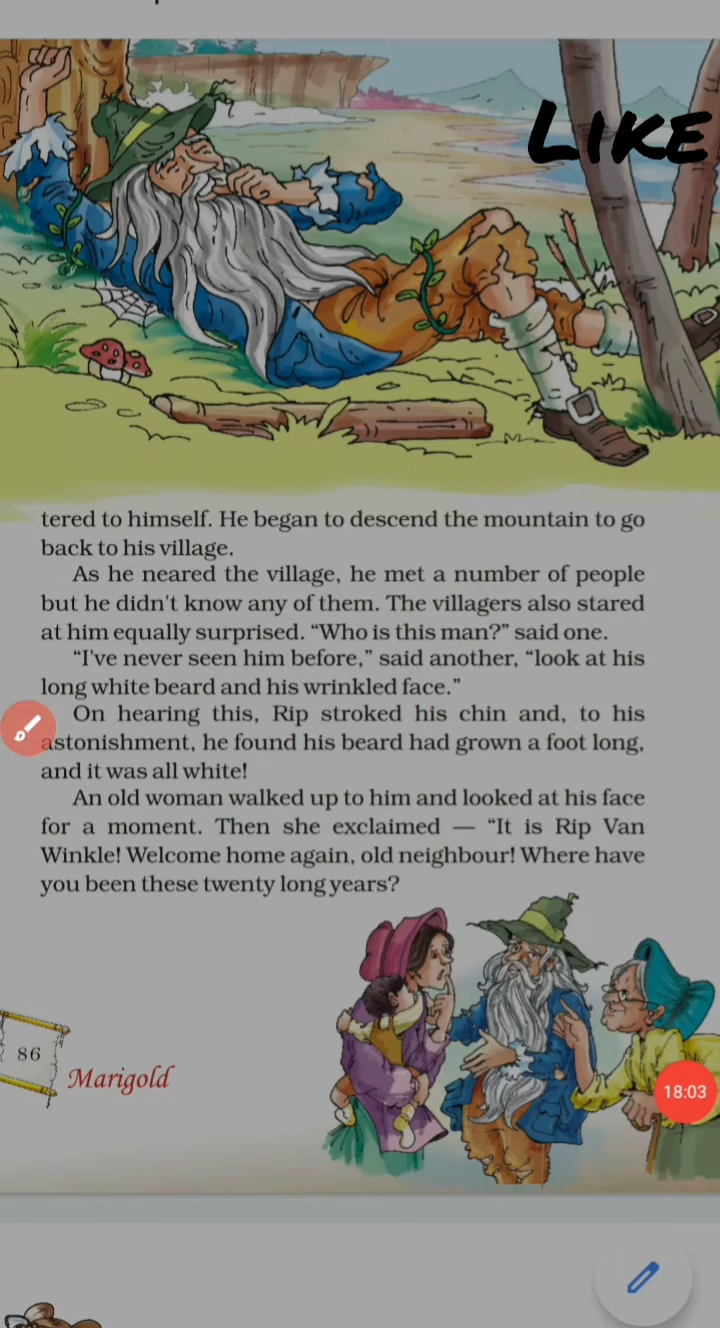 LIKE
tered to himself. He began to descend the mountain to go
back to his village.
As he neared the village, he met a number of people
but he didn't know any of them. The villagers also stared
at him equally surprised. “Who is this man?” said one.
“I've never seen him before,” said another, “look at his
long white beard and his wrinkled face.”
On hearing this, Rip stroked his chin and, to his
astonishment, he found his beard had grown a foot long,
and it was all white!
An old woman walked up to him and looked at his face
for a moment. Then she exclaimed — “It is Rip Van
Winkle! Welcome home again, old neighbour! Where have
you been these twenty long years?
86
Marigold
18:03